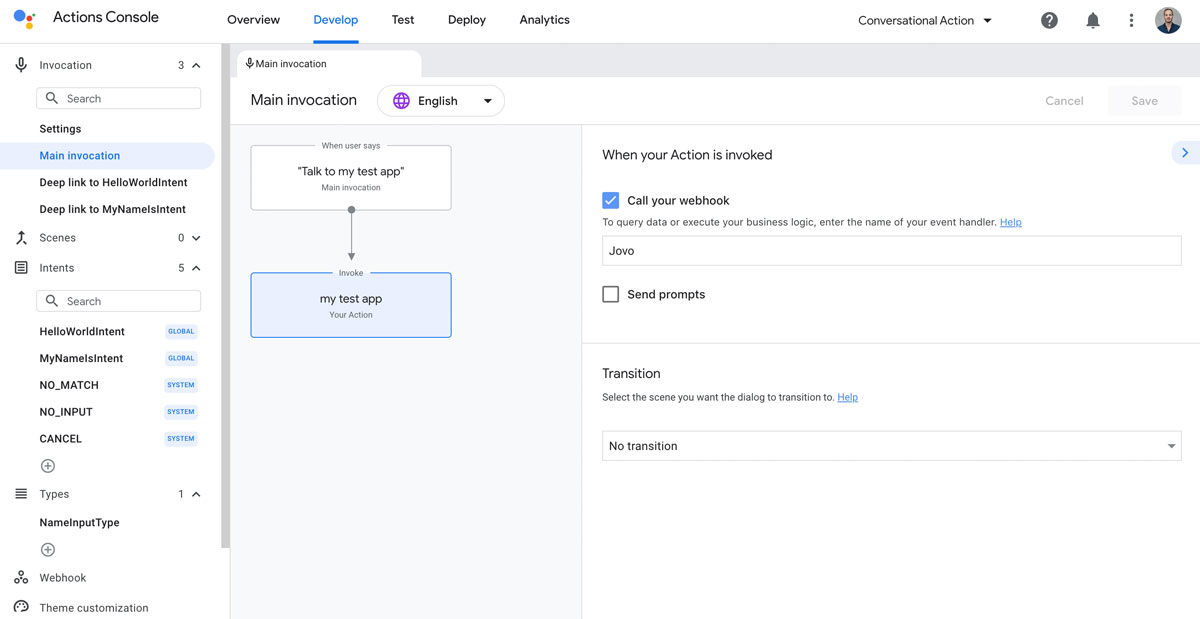 Actions Console
Overview
Develop
Test
Deploy
Analytics
Conversational Action
Invocation 3
Search
Settings
Main invocation
Deep link to HelloWorldIntent
Deep link to MyNameIsIntent
Scenes 0
Intents 5
Search
HelloWorldIntent GLOBAL
MyNameIsIntent GLOBAL
NO_MATCH SYSTEM
NO_INPUT SYSTEM
CANCEL SYSTEM
Types 1
NameInputType
Webhook
Theme customization
Main invocation
Main invocation
English
Cancel
Save
When user says
"Talk to my test app"
Main invocation
Invoke
my test app
Your Action
When your Action is invoked
Call your webhook
To query data or execute your business logic, enter the name of your event handler. Help
Jovo
Send prompts
Transition
Select the scene you want the dialog to transition to. Help
No transition